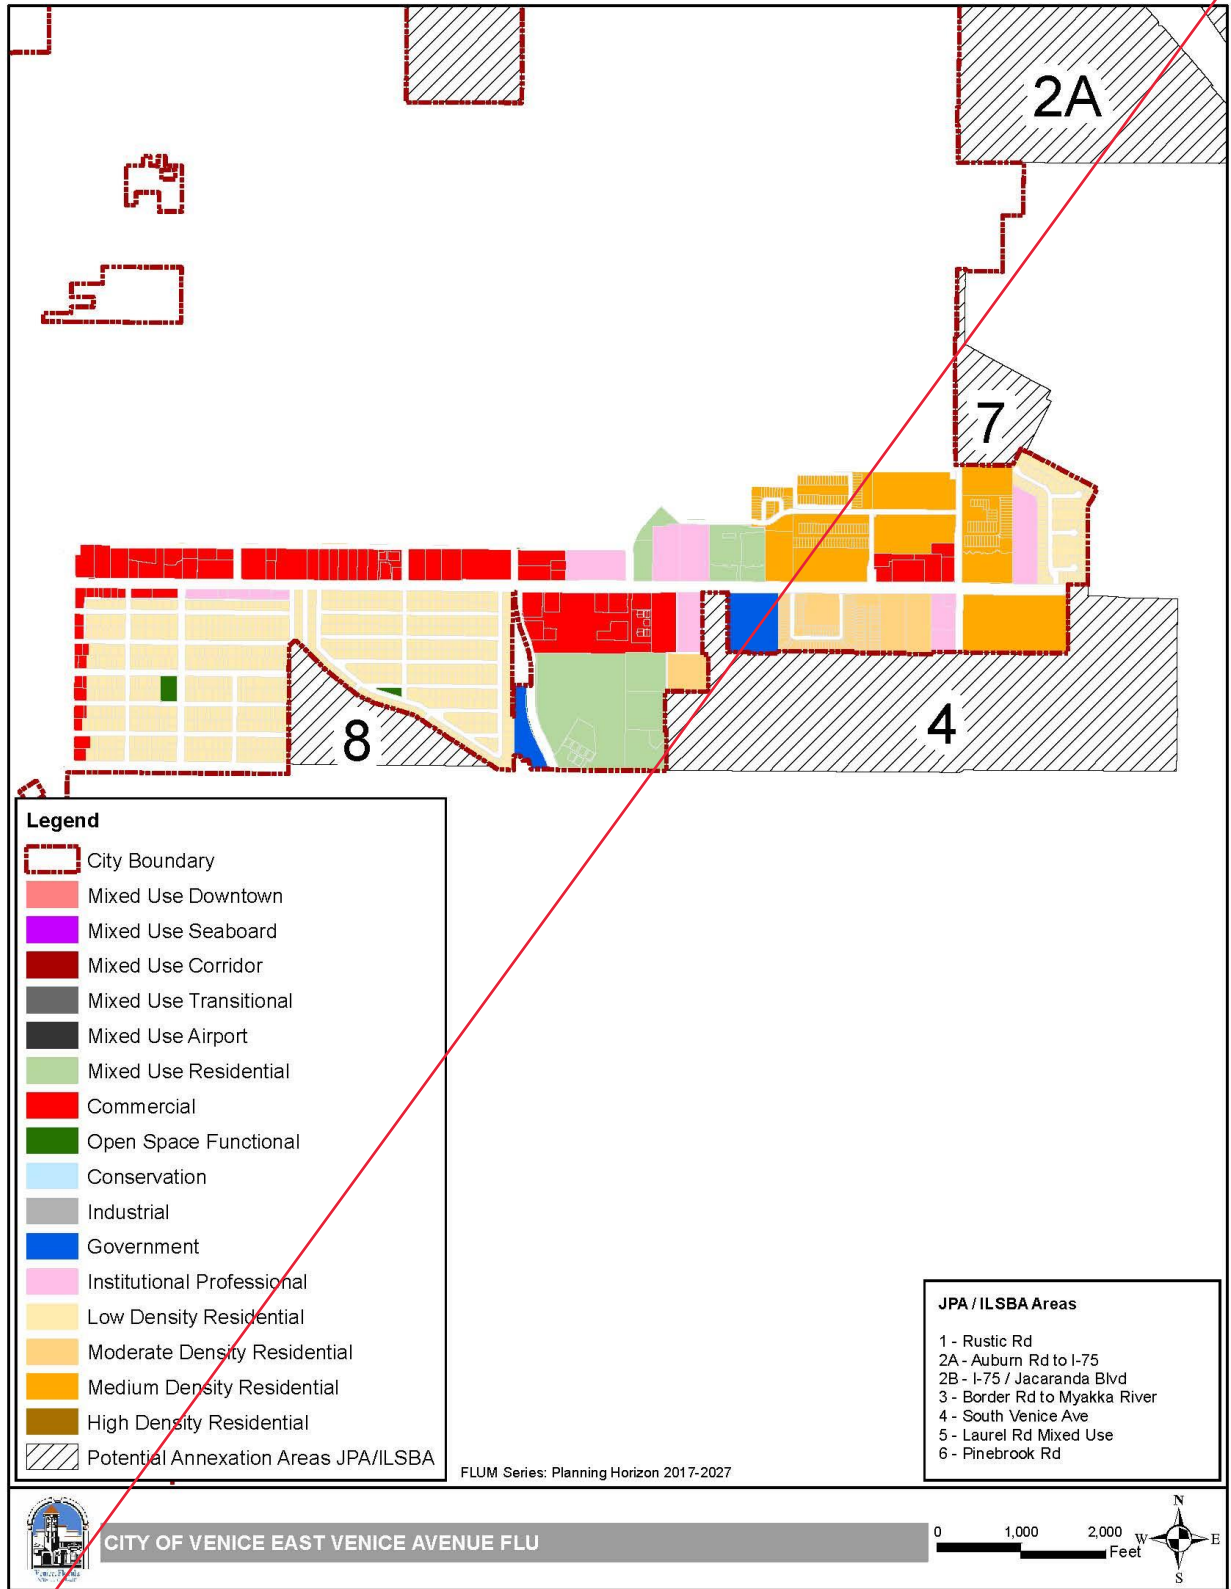 2A
7
8
4
Legend
City Boundary
Mixed Use Downtown
Mixed Use Seaboard
Mixed Use Corridor
Mixed Use Transitional
Mixed Use Airport
Mixed Use Residential
Commercial
Open Space Functional
Conservation
Industrial
Government
Institutional Professional
Low Density Residential
Moderate Density Residential
Medium Density Residential
High Density Residential
Potential Annexation Areas JPA/ILSBA
FLUM Series: Planning Horizon 2017-2027
JPA / ILSBA Areas
1 - Rustic Rd
2A - Auburn Rd to I-75
2B - I-75 / Jacaranda Blvd
3 - Border Rd to Myakka River
4 - South Venice Ave
5 - Laurel Rd Mixed Use
6 - Pinebrook Rd
CITY OF VENICE EAST VENICE AVENUE FLU
0 1,000 2,000
Feet
N
W E
S